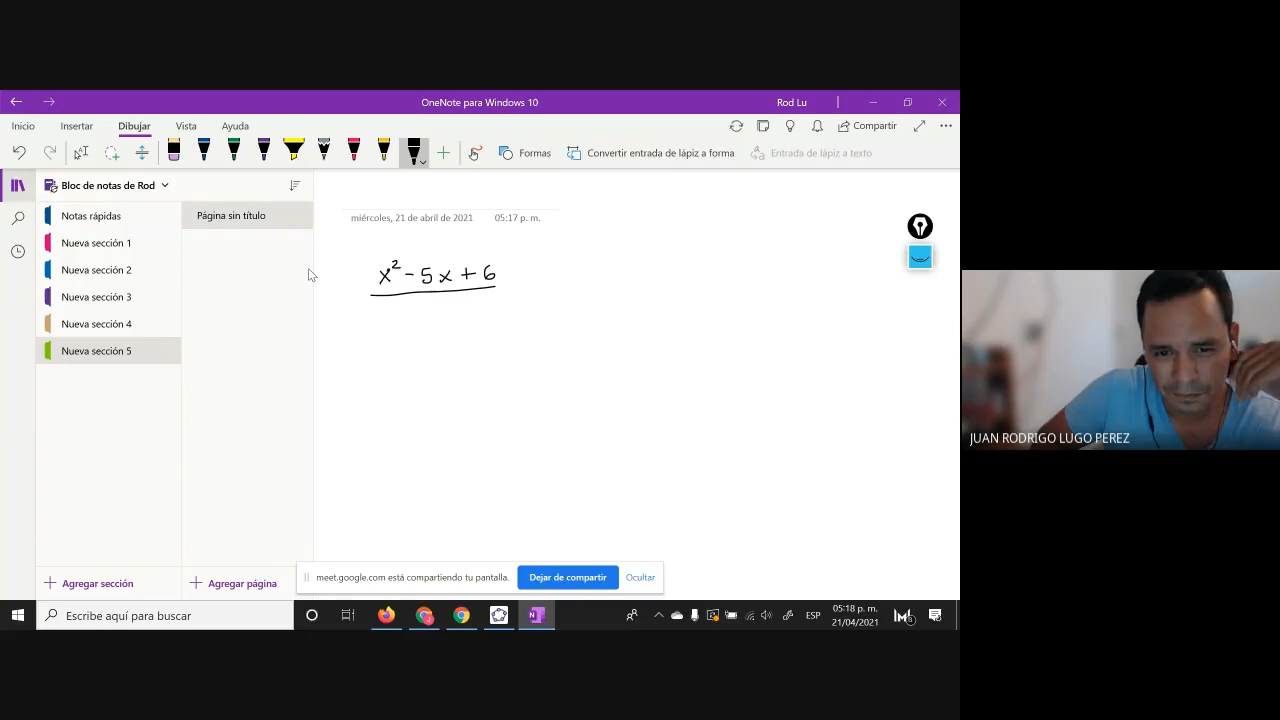 OneNote para Windows 10
Rod Lu
Inicio
Insertar
Dibujar
Vista
Ayuda
Compartir
Formas
Convertir entrada de lápiz a forma
Entrada de lápiz a texto
Bloc de notas de Rod
Notas rápidas
Nueva sección 1
Nueva sección 2
Nueva sección 3
Nueva sección 4
Nueva sección 5
Agregar sección
Página sin título
Agregar página
miércoles, 21 de abril de 2021 05:17 p. m.
x² - 5x + 6
meet.google.com está compartiendo tu pantalla.
Dejar de compartir
Ocultar
JUAN RODRIGO LUGO PEREZ
Escribe aquí para buscar
ESP
05:18 p. m.
21/04/2021